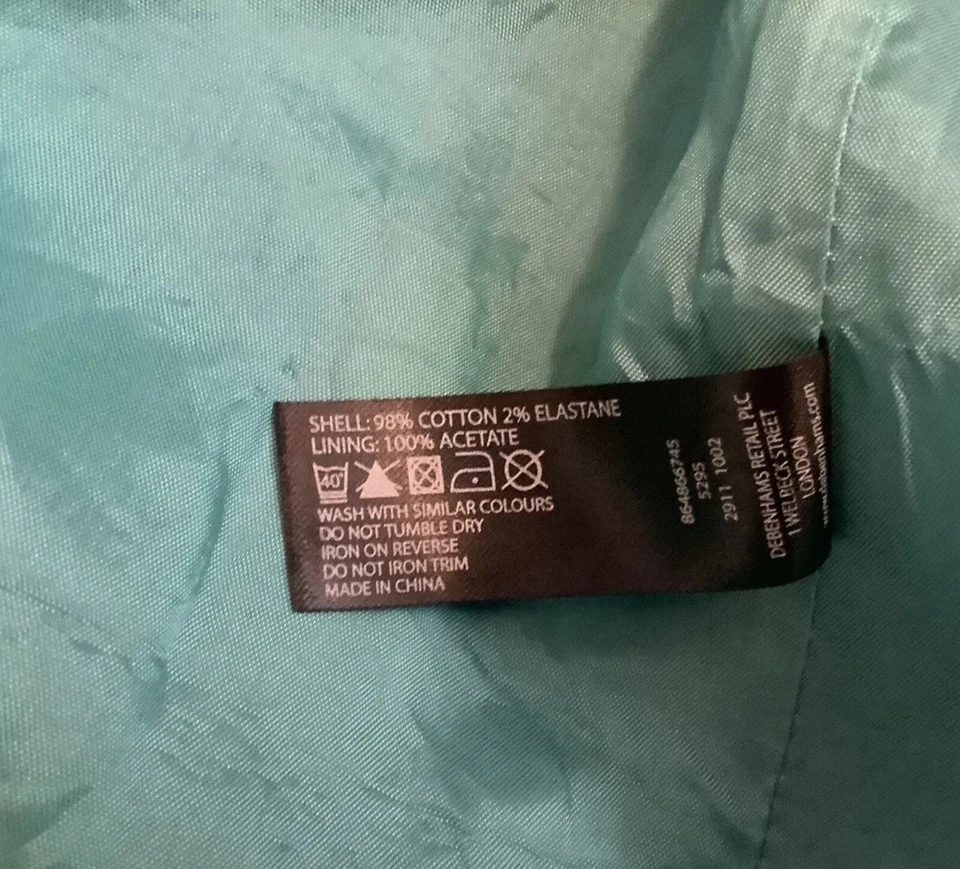 SHELL: 98% COTTON 2% ELASTANE
LINING: 100% ACETATE
40°
WASH WITH SIMILAR COLOURS
DO NOT TUMBLE DRY
IRON ON REVERSE
DO NOT IRON TRIM
MADE IN CHINA
864866745
5295
2911 1002
DEBENHAMS RETAIL PLC
1 WELBECK STREET
LONDON
www.debenhams.com